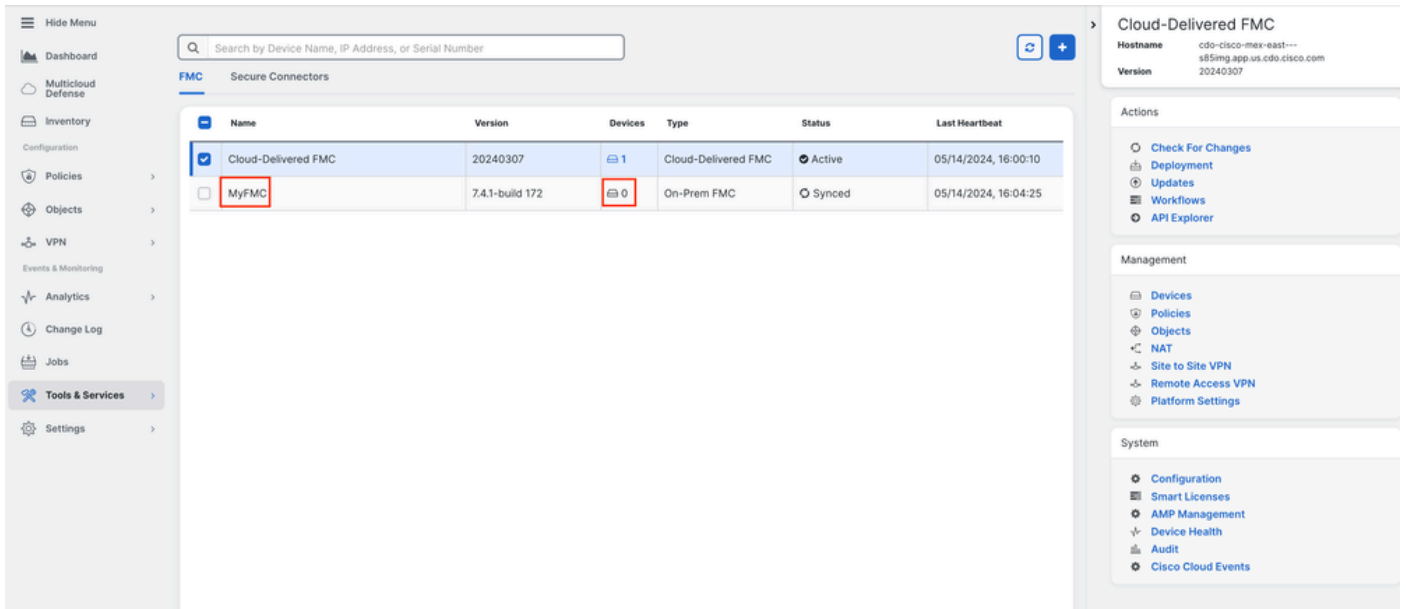 Hide Menu
Dashboard
Multicloud
Defense
Inventory
Configuration
Policies
Objects
VPN
Events & Monitoring
Analytics
Change Log
Jobs
Tools & Services
Settings
Search by Device Name, IP Address, or Serial Number
FMC Secure Connectors
Name Version Devices Type Status Last Heartbeat
Cloud-Delivered FMC 20240307 1 Cloud-Delivered FMC Active 05/14/2024, 16:00:10
MyFMC 7.4.1-build 172 0 On-Prem FMC Synced 05/14/2024, 16:04:25
Cloud-Delivered FMC
Hostname cdo-cisco-mex-east---
s85img.app.us.cdo.cisco.com
Version 20240307
Actions
Check For Changes
Deployment
Updates
Workflows
API Explorer
Management
Devices
Policies
Objects
NAT
Site to Site VPN
Remote Access VPN
Platform Settings
System
Configuration
Smart Licenses
AMP Management
Device Health
Audit
Cisco Cloud Events